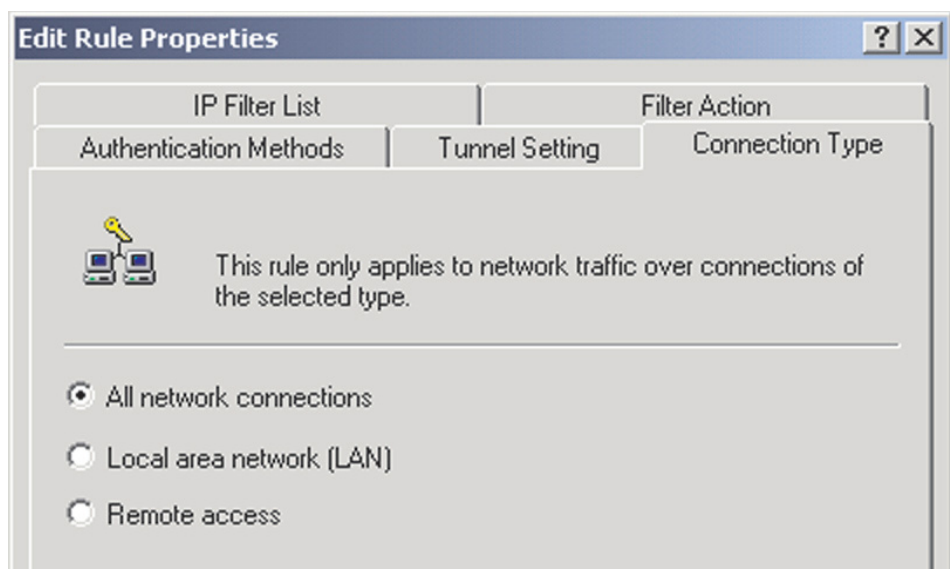 Edit Rule Properties
IP Filter List
Filter Action
Authentication Methods
Tunnel Setting
Connection Type
This rule only applies to network traffic over connections of
the selected type.
All network connections
Local area network (LAN)
Remote access